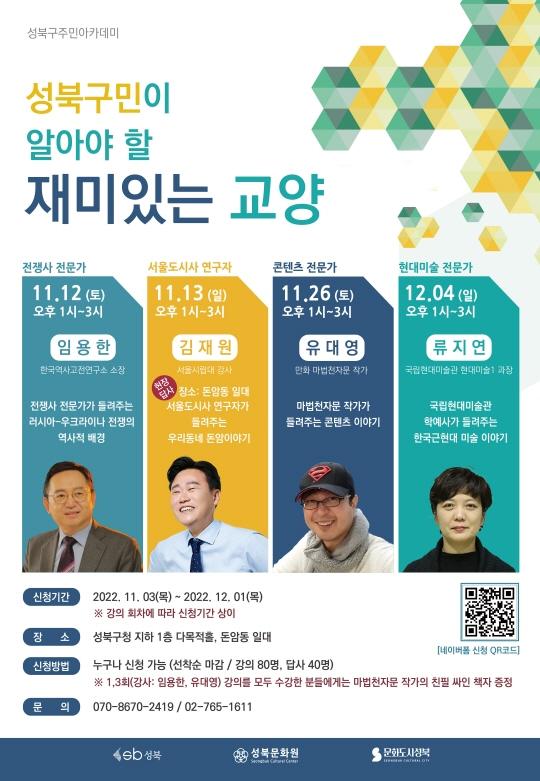 성북구주민아카데미
성북구민이
알아야 할
재미있는 교양
전쟁사 전문가
11.12 (토)
오후 1시~3시
임용한
한국역사고전연구소 소장
전쟁사 전문가가 들려주는
러시아-우크라이나 전쟁의
역사적 배경
서울도시사 연구자
11.13 (일)
오후 1시~3시
김재원
서울시립대 강사
현장
답사
장소: 돈암동 일대
서울도시사 연구자가
들려주는
우리동네 돈암이야기
콘텐츠 전문가
11.26 (토)
오후 1시~3시
유대영
만화 마법천자문 작가
마법천자문 작가가
들려주는 콘텐츠 이야기
현대미술 전문가
12.04 (일)
오후 1시~3시
류지연
국립현대미술관 현대미술1 과장
국립현대미술관
학예사가 들려주는
한국근현대 미술 이야기
신청기간 2022. 11. 03(목) ~ 2022. 12. 01(목)
※ 강의 회차에 따라 신청기간 상이
장 소 성북구청 지하 1층 다목적홀, 돈암동 일대
신청방법 누구나 신청 가능 (선착순 마감 / 강의 80명, 답사 40명)
※ 1,3회(강사: 임용한, 유대영) 강의를 모두 수강한 분들에게는 마법천자문 작가의 친필 싸인 책자 증정
문 의 070-8670-2419 / 02-765-1611
[네이버폼 신청 QR코드]
sb 성북
성북문화원
Seongbuk Cultural Center
문화도시성북
SEONGBUK CULTURAL CITY